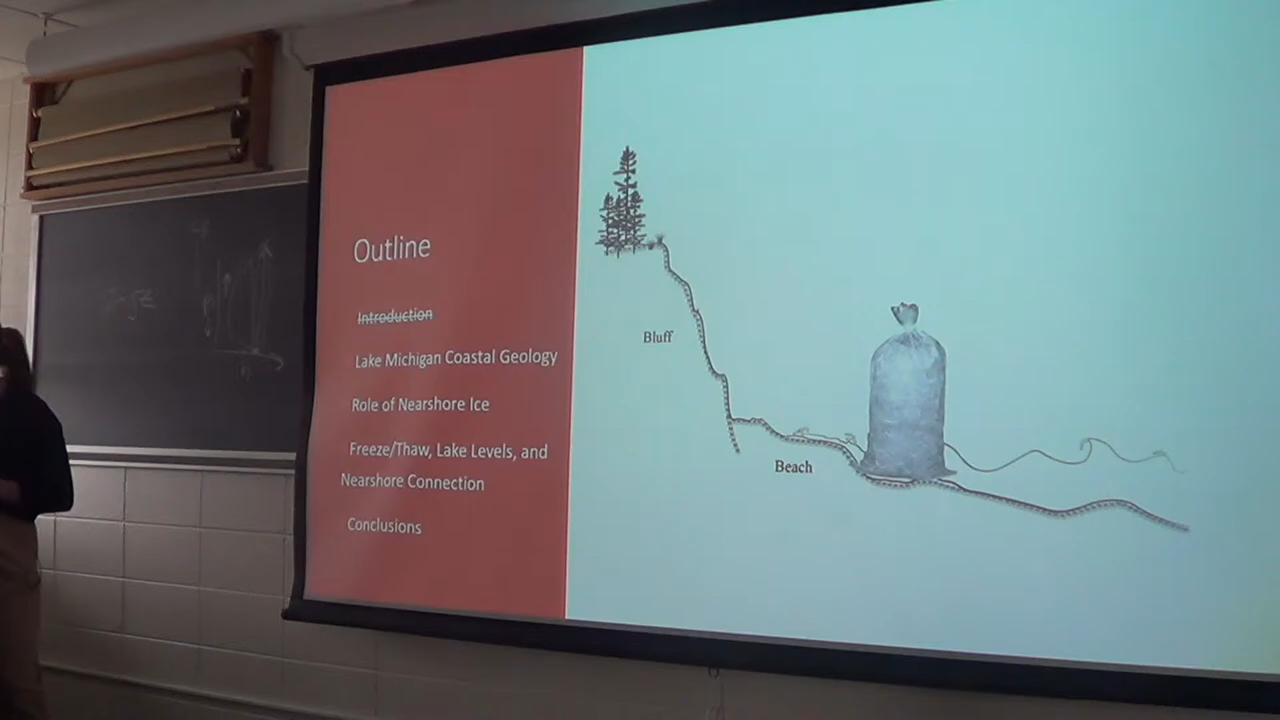 Outline
Introduction
Lake Michigan Coastal Geology
Role of Nearshore Ice
Freeze/Thaw, Lake Levels, and
Nearshore Connection
Conclusions
Bluff
Beach